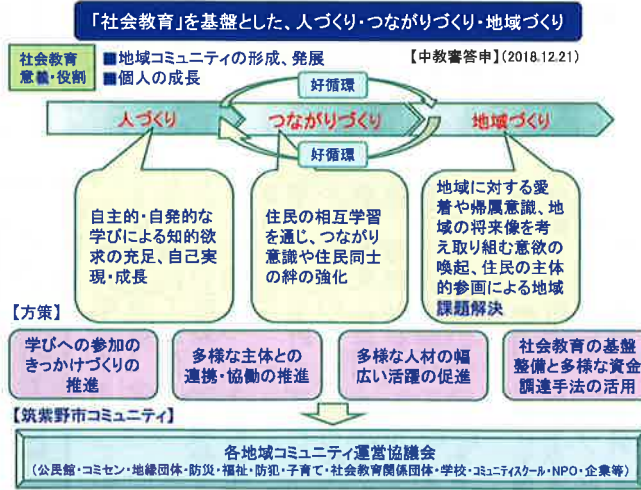 「社会教育」を基盤とした、人づくり・つながりづくり・地域づくり
社会教育
意義・役割
■地域コミュニティの形成、発展
■個人の成長
【中教審答申】(2018.12.21)
好循環
人づくり
つながりづくり
地域づくり
好循環
自主的・自発的な
学びによる知的欲
求の充足、自己実
現・成長
住民の相互学習
を通じ、つながり
意識や住民同士
の絆の強化
地域に対する愛
着や帰属意識、地
域の将来像を考
え取り組む意欲の
喚起、住民の主体
的参画による地域
課題解決
【方策】
学びへの参加の
きっかけづくりの
推進
多様な主体との
連携・協働の推進
多様な人材の幅
広い活躍の促進
社会教育の基盤
整備と多様な資金
調達手法の活用
【筑紫野市コミュニティ】
各地域コミュニティ運営協議会
(公民館・コミセン・地縁団体・防災・福祉・防犯・子育て・社会教育関係団体・学校・コミュニティスクール・NPO・企業等)